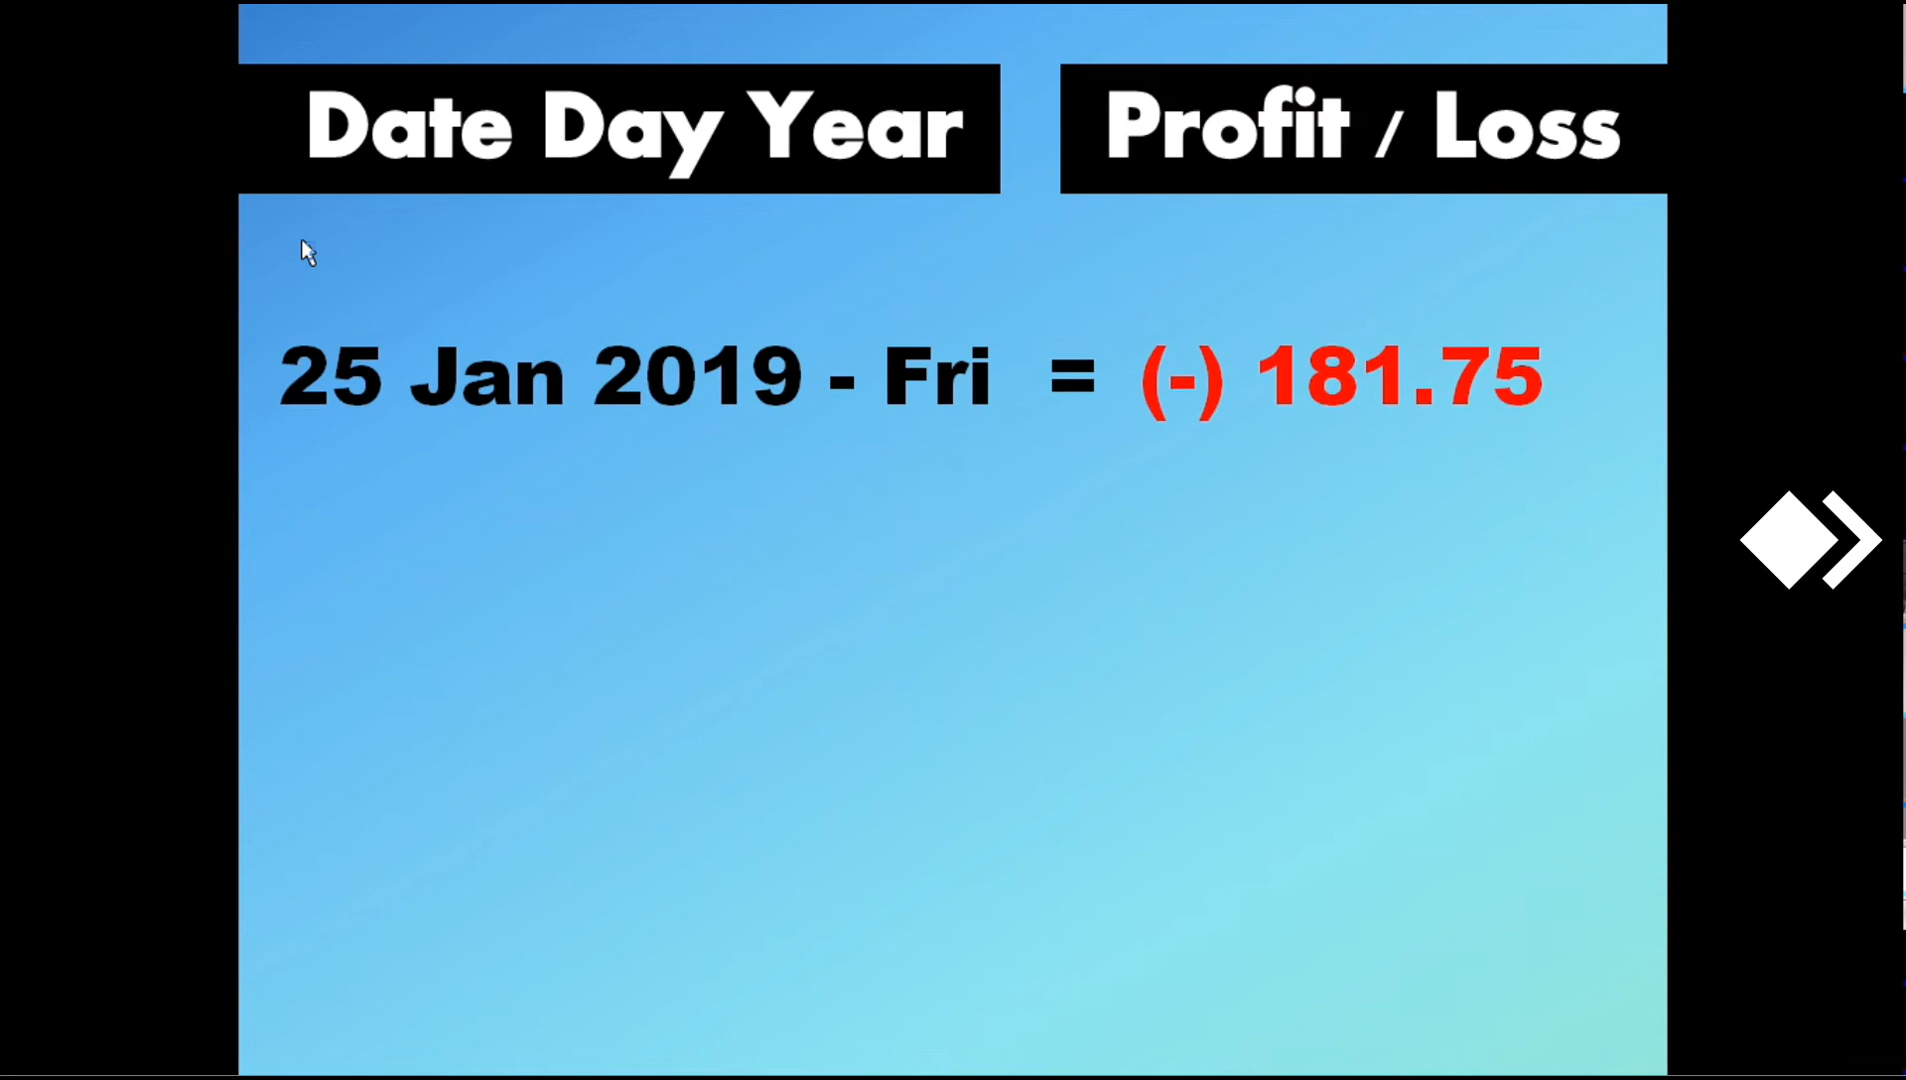 Date Day Year Profit / Loss
25 Jan 2019 - Fri = (-) 181.75